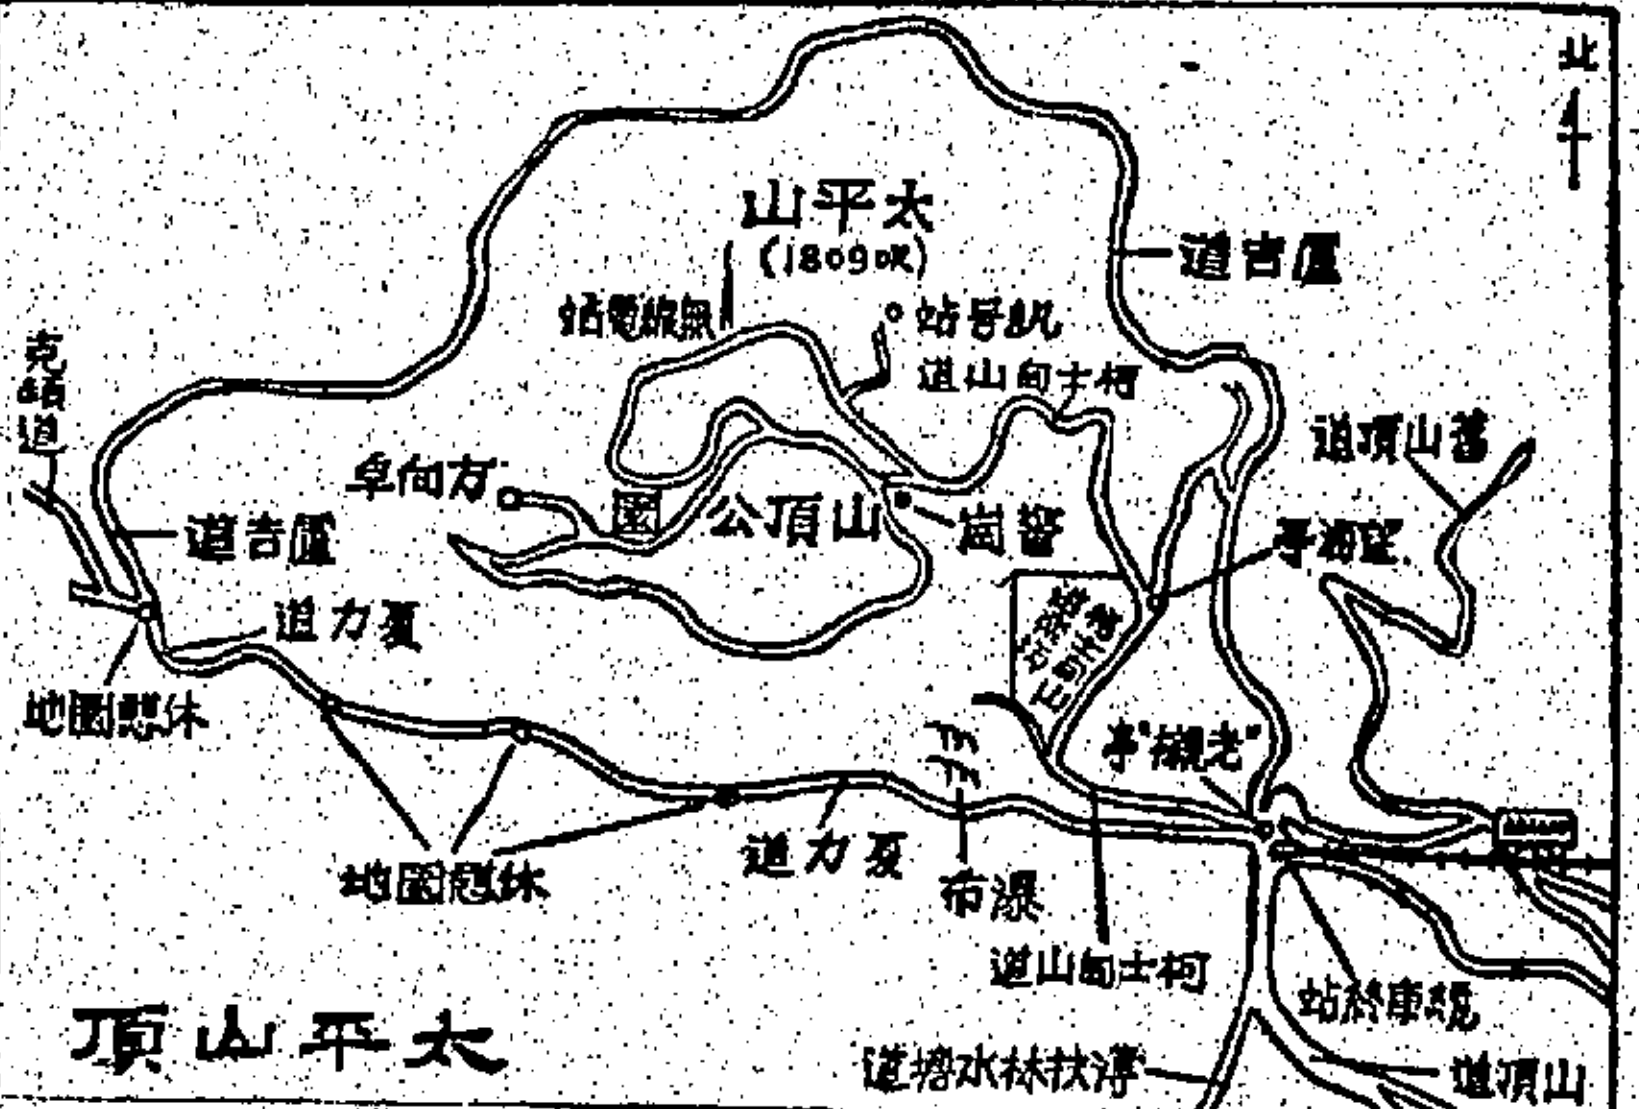 北
太平山
(1809呎)
盧吉道
無線電站
訊号站
柯士甸山道
克頓道
舊山頂道
方向卓
山頂公園
警崗
盧吉道
望海亭
夏力道
休憩園地
"老襯"亭
休憩園地
夏力道
瀑布
柯士甸山道
纜車終站
太平山頂
薄扶林水塘道
山頂道